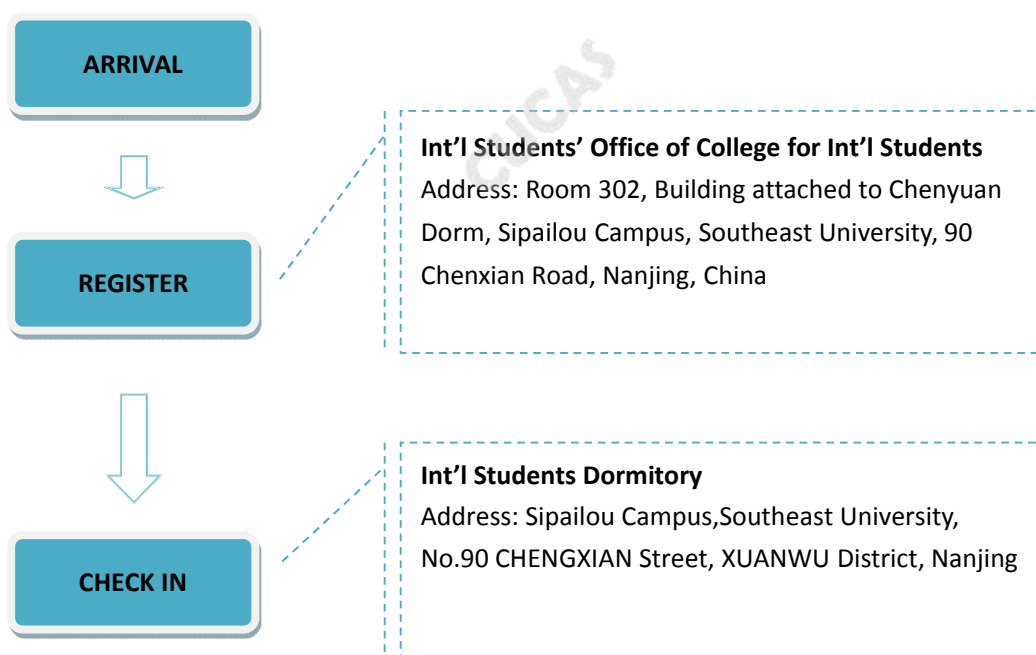 ARRIVAL
CUCAS
Int’l Students’ Office of College for Int’l Students
Address: Room 302, Building attached to Chenyuan
Dorm, Sipailou Campus, Southeast University, 90
Chenxian Road, Nanjing, China
REGISTER
Int’l Students Dormitory
Address: Sipailou Campus,Southeast University,
No.90 CHENGXIAN Street, XUANWU District, Nanjing
CHECK IN